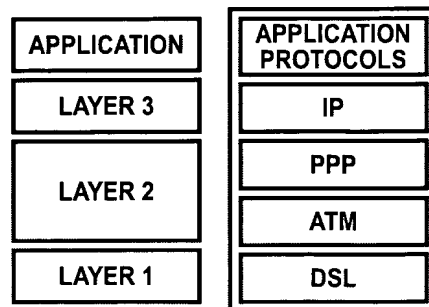 APPLICATION
LAYER 3
LAYER 2
LAYER 1
APPLICATION
PROTOCOLS
IP
PPP
ATM
DSL